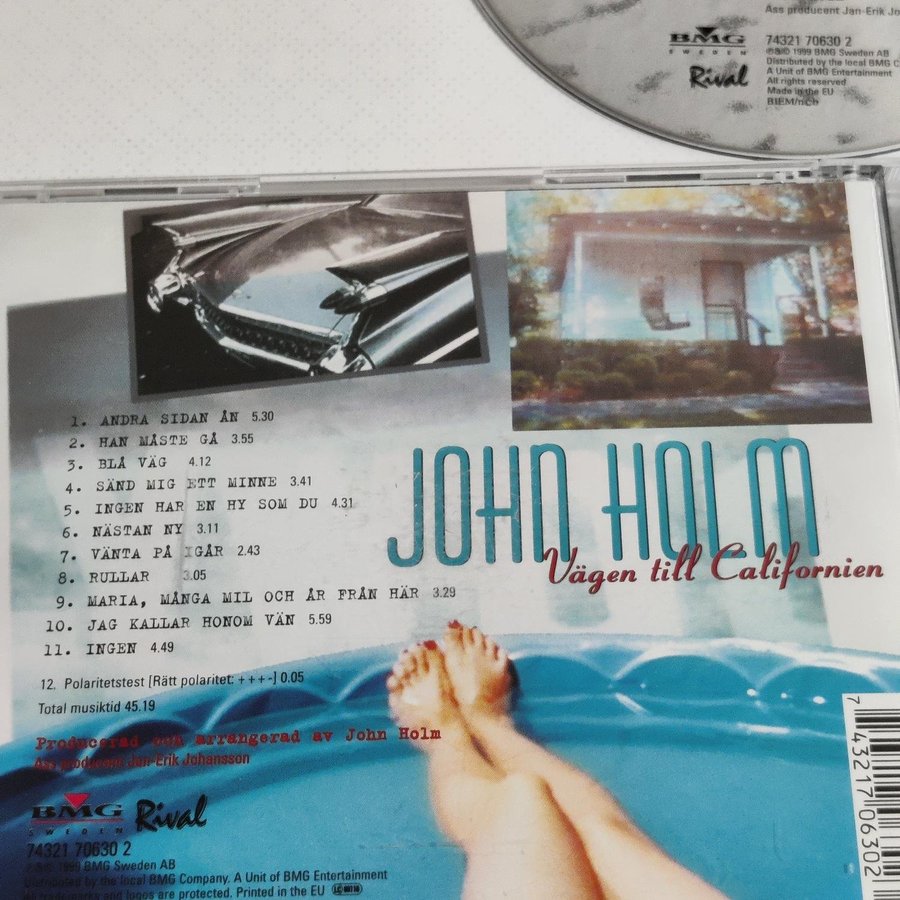 Ass producent Jan-Erik Jo
BMG
SWEDEN
Rival
74321 70630 2
℗&© 1999 BMG Sweden AB
Distributed by the local BMG C
A Unit of BMG Entertainment
All rights reserved
Made in the EU
BIEM/ncb
1. ANDRA SIDAN ÅN 5.30
2. HAN MÅSTE GÅ 3.55
3. BLÅ VÄG 4.12
4. SÄND MIG ETT MINNE 3.41
5. INGEN HAR EN HY SOM DU 4.31
6. NÄSTAN NY 3.11
7. VÄNTA PÅ IGÅR 2.43
8. RULLAR 3.05
9. MARIA, MÅNGA MIL OCH ÅR FRÅN HÄR 3.29
10. JAG KALLAR HONOM VÄN 5.59
11. INGEN 4.49
12. Polaritetstest [Rätt polaritet: + + + -] 0.05
Total musiktid 45.19
JOHN HOLM
Vägen till Californien
Producerad och arrangerad av John Holm
Ass producent Jan-Erik Johansson
BMG
SWEDEN
Rival
74321 70630 2
℗&© 1999 BMG Sweden AB
Distributed by the local BMG Company. A Unit of BMG Entertainment
All trademarks and logos are protected. Printed in the EU
7 43217 06302